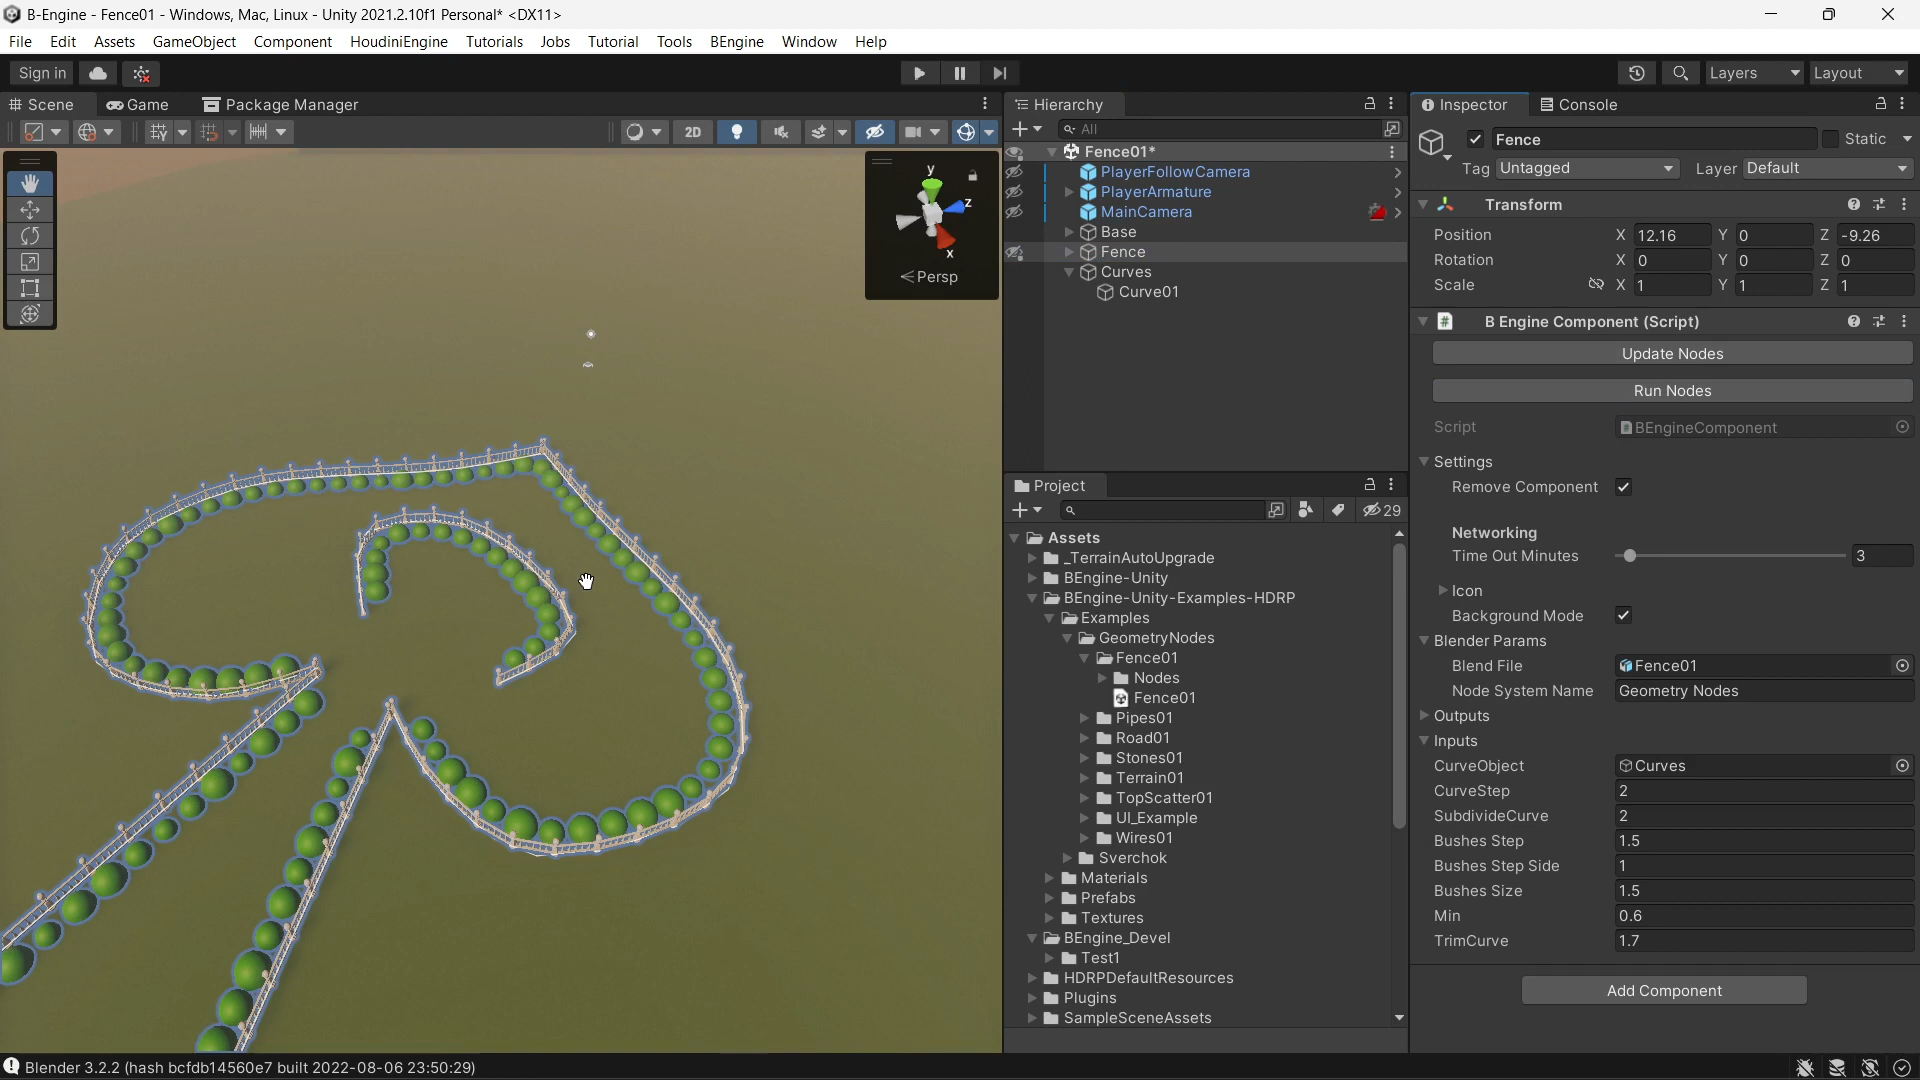 B-Engine - Fence01 - Windows, Mac, Linux - Unity 2021.2.10f1 Personal* <DX11>
File Edit Assets GameObject Component HoudiniEngine Tutorials Jobs Tutorial Tools BEngine Window Help
Sign in
Layers
Layout
Scene
Game
Package Manager
2D
y
z
x
Persp
Hierarchy
All
Fence01*
PlayerFollowCamera
PlayerArmature
MainCamera
Base
Fence
Curves
Curve01
Project
29
Assets
_TerrainAutoUpgrade
BEngine-Unity
BEngine-Unity-Examples-HDRP
Examples
GeometryNodes
Fence01
Nodes
Fence01
Pipes01
Road01
Stones01
Terrain01
TopScatter01
UI_Example
Wires01
Sverchok
Materials
Prefabs
Textures
BEngine_Devel
Test1
HDRPDefaultResources
Plugins
SampleSceneAssets
Inspector
Console
Fence
Static
Tag Untagged
Layer Default
Transform
Position X 12.16 Y 0 Z -9.26
Rotation X 0 Y 0 Z 0
Scale X 1 Y 1 Z 1
# B Engine Component (Script)
Update Nodes
Run Nodes
Script BEngineComponent
Settings
Remove Component
Networking
Time Out Minutes 3
Icon
Background Mode
Blender Params
Blend File Fence01
Node System Name Geometry Nodes
Outputs
Inputs
CurveObject Curves
CurveStep 2
SubdivideCurve 2
Bushes Step 1.5
Bushes Step Side 1
Bushes Size 1.5
Min 0.6
TrimCurve 1.7
Add Component
Blender 3.2.2 (hash bcfdb14560e7 built 2022-08-06 23:50:29)